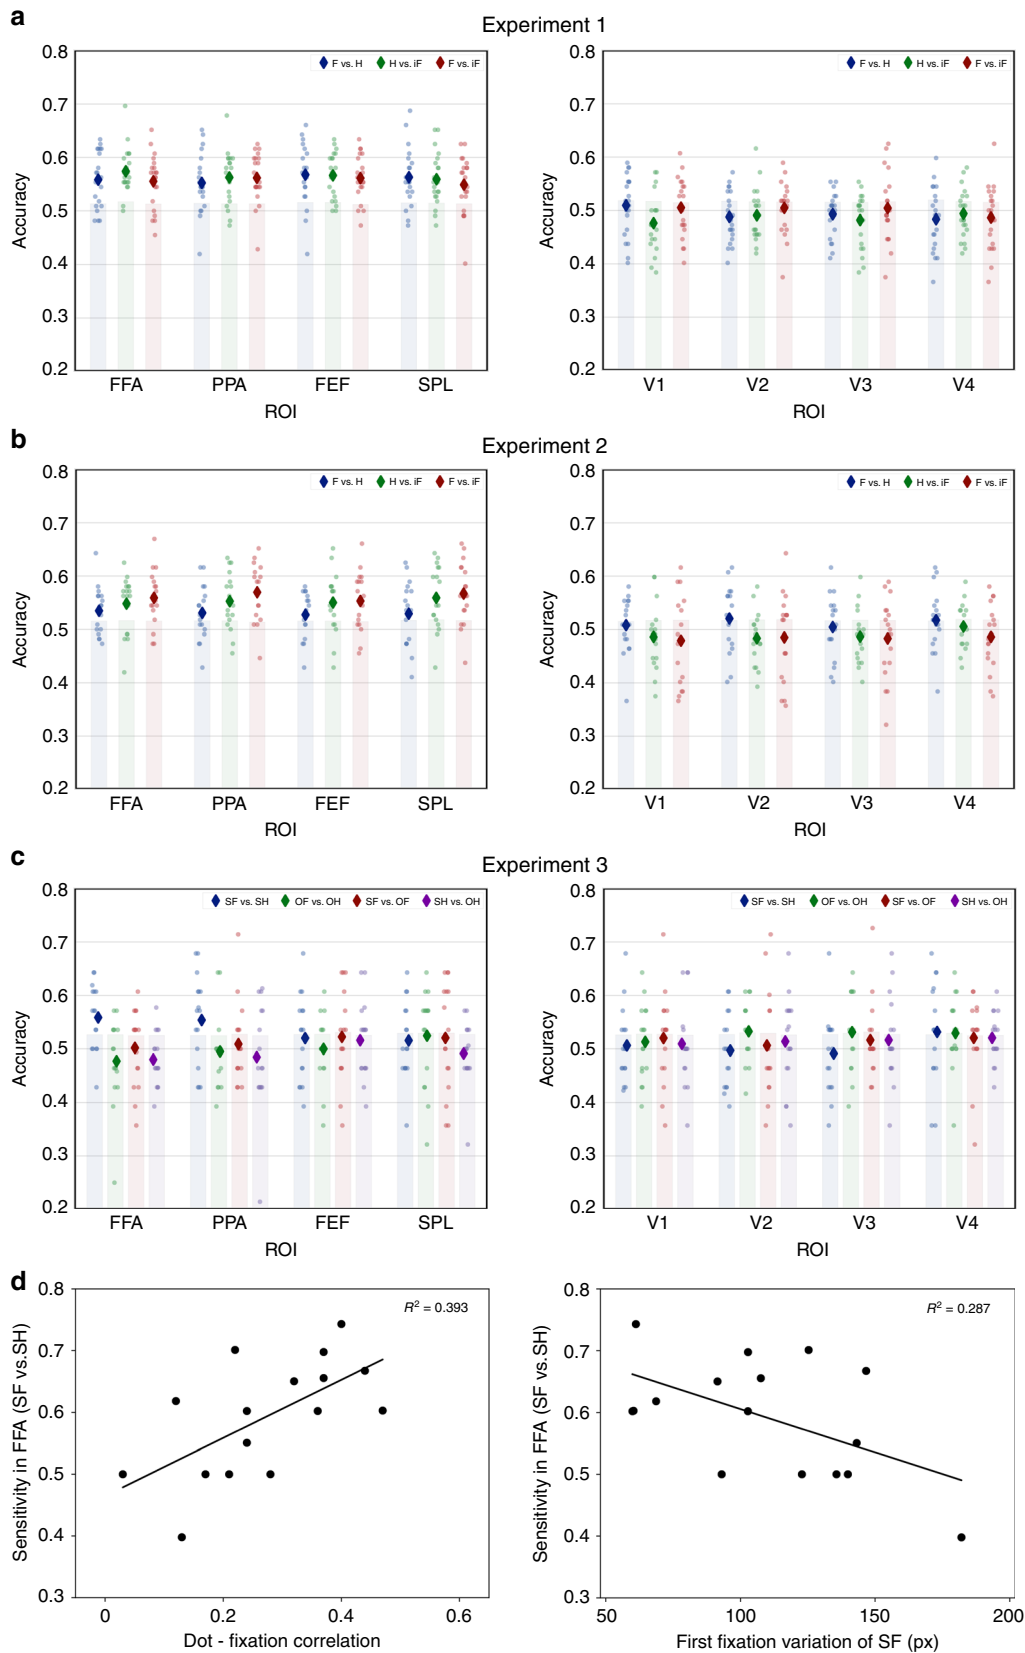 a
Experiment 1
0.8
0.7
0.6
0.5
0.4
0.3
0.2
Accuracy
F vs. H H vs. iF F vs. iF
FFA PPA FEF SPL
ROI
0.8
0.7
0.6
0.5
0.4
0.3
0.2
Accuracy
F vs. H H vs. iF F vs. iF
V1 V2 V3 V4
ROI
b
Experiment 2
0.8
0.7
0.6
0.5
0.4
0.3
0.2
Accuracy
F vs. H H vs. iF F vs. iF
FFA PPA FEF SPL
ROI
0.8
0.7
0.6
0.5
0.4
0.3
0.2
Accuracy
F vs. H H vs. iF F vs. iF
V1 V2 V3 V4
ROI
c
Experiment 3
0.8
0.7
0.6
0.5
0.4
0.3
0.2
Accuracy
SF vs. SH OF vs. OH SF vs. OF SH vs. OH
FFA PPA FEF SPL
ROI
0.8
0.7
0.6
0.5
0.4
0.3
0.2
Accuracy
SF vs. SH OF vs. OH SF vs. OF SH vs. OH
V1 V2 V3 V4
ROI
d
0.8
0.7
0.6
0.5
0.4
0.3
Sensitivity in FFA (SF vs.SH)
R² = 0.393
0 0.2 0.4 0.6
Dot - fixation correlation
0.8
0.7
0.6
0.5
0.4
0.3
Sensitivity in FFA (SF vs.SH)
R² = 0.287
50 100 150 200
First fixation variation of SF (px)